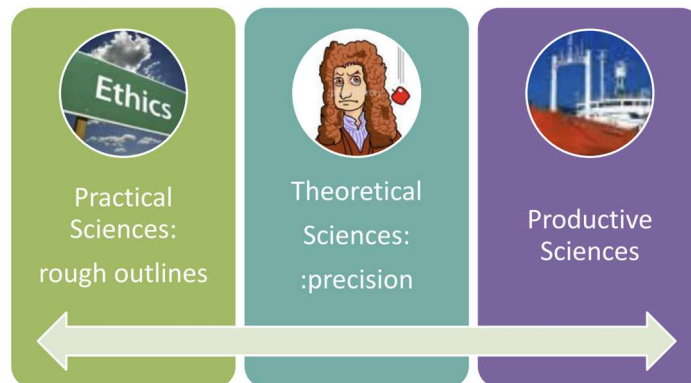 Ethics
Practical
Sciences:
rough outlines
Theoretical
Sciences:
:precision
Productive
Sciences